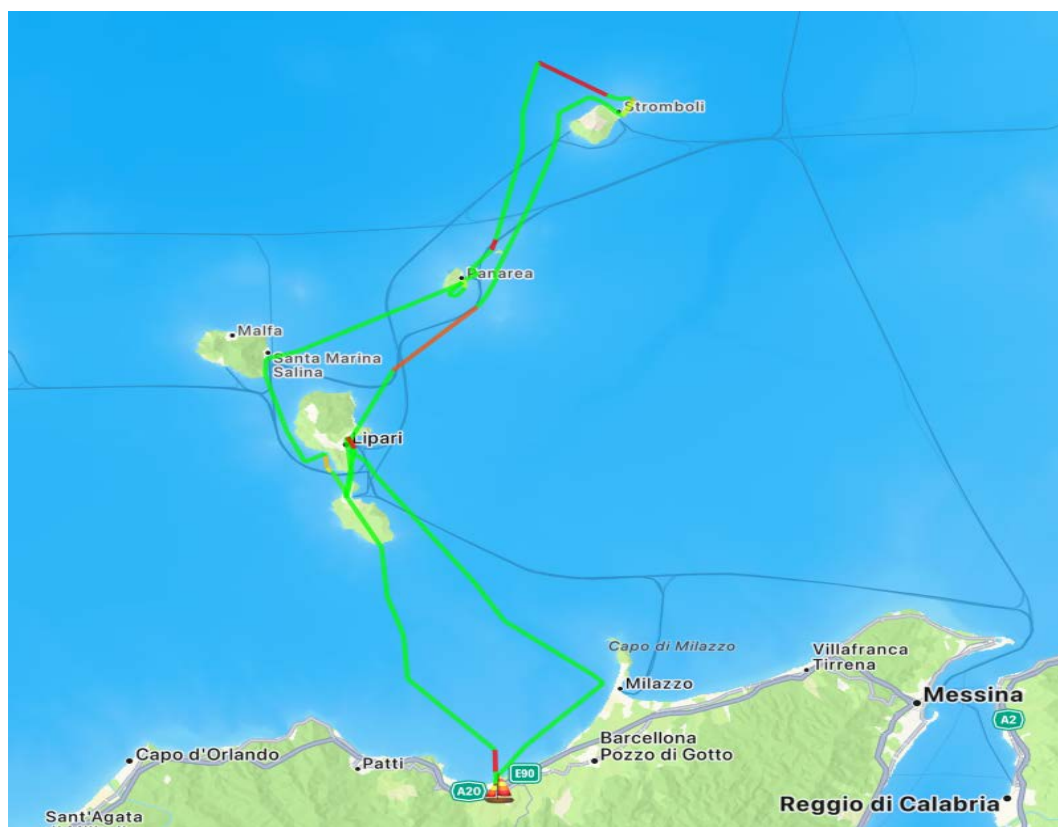 Stromboli
Panarea
Malfa
Santa Marina
Salina
Lipari
Capo di Milazzo
Villafranca
Tirrena
Milazzo
Messina
A2
Barcellona
Pozzo di Gotto
Capo d'Orlando
Patti
E90
A20
Reggio di Calabria
Sant'Agata